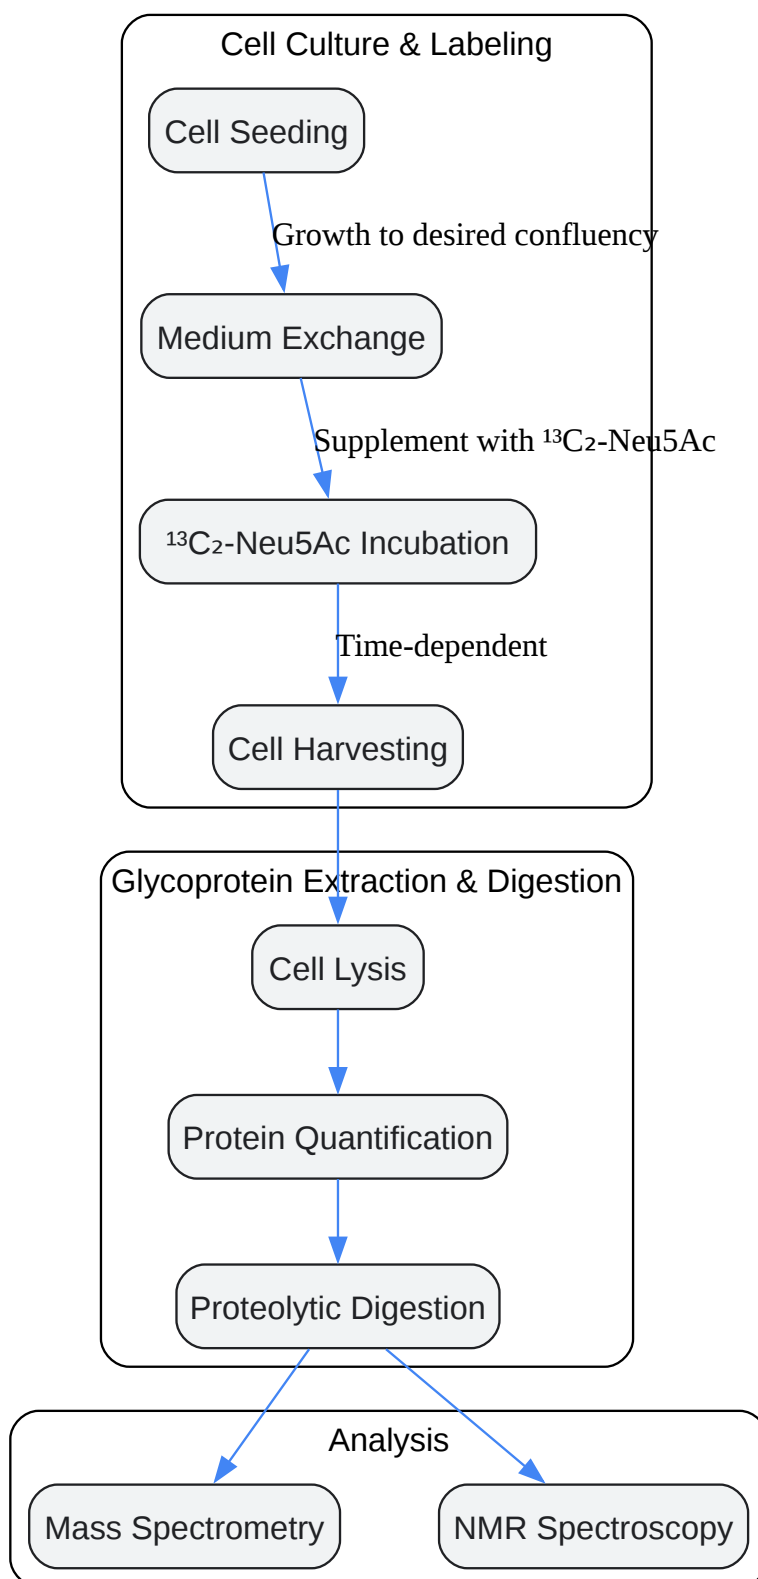 Cell Culture & Labeling
Cell Seeding
Growth to desired confluency
Medium Exchange
Supplement with ¹³C₂-Neu5Ac
¹³C₂-Neu5Ac Incubation
Time-dependent
Cell Harvesting
Glycoprotein Extraction & Digestion
Cell Lysis
Protein Quantification
Proteolytic Digestion
Analysis
Mass Spectrometry
NMR Spectroscopy